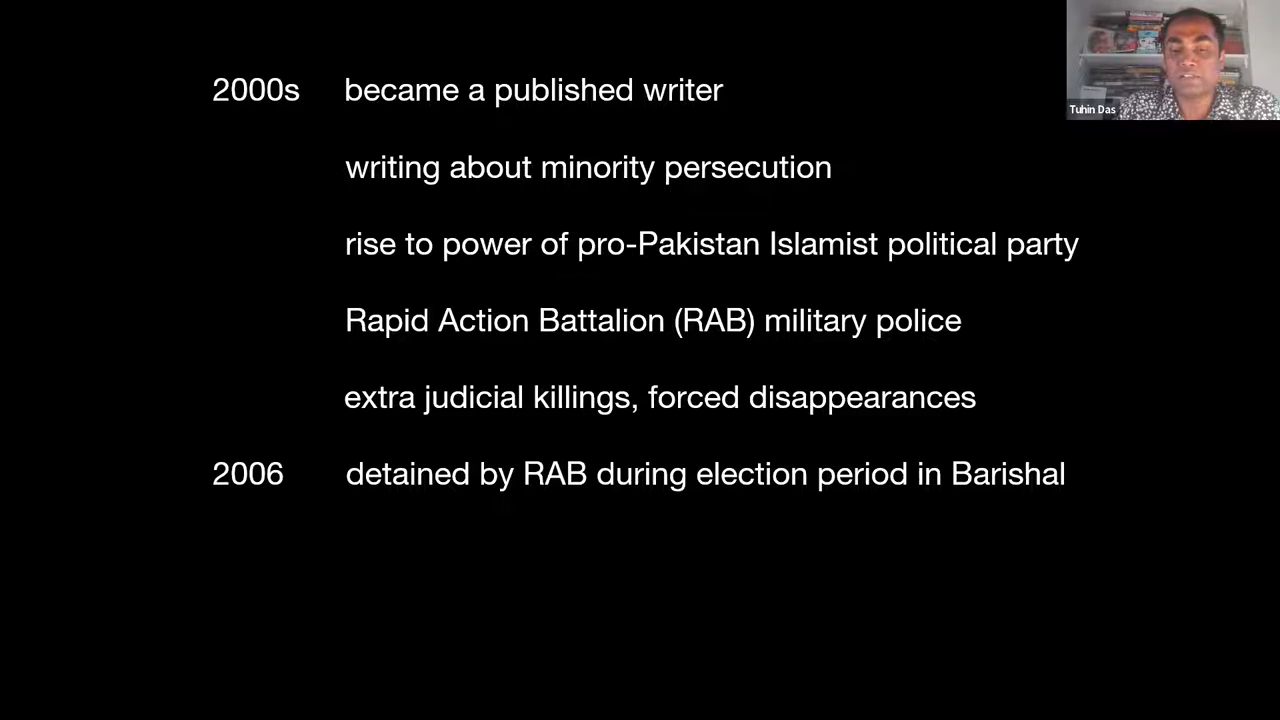 2000s became a published writer
writing about minority persecution
rise to power of pro-Pakistan Islamist political party
Rapid Action Battalion (RAB) military police
extra judicial killings, forced disappearances
2006 detained by RAB during election period in Barishal
Tuhin Das